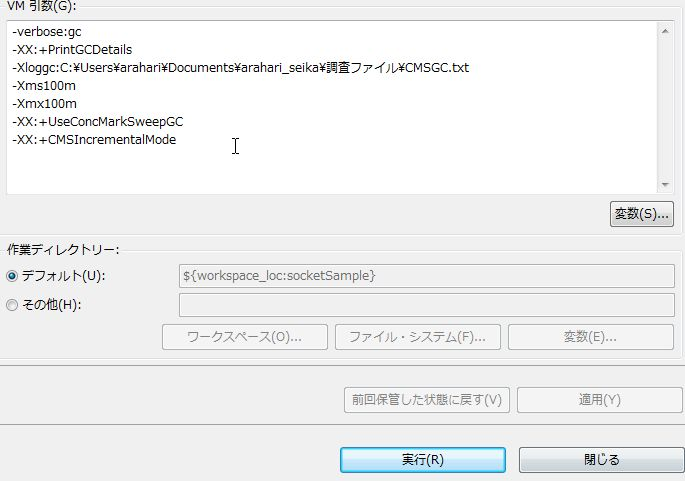 VM 引数(G):
-verbose:gc
-XX:+PrintGCDetails
-Xloggc:C:¥Users¥arahari¥Documents¥arahari_seika¥調査ファイル¥CMSGC.txt
-Xms100m
-Xmx100m
-XX:+UseConcMarkSweepGC
-XX:+CMSIncrementalMode
変数(S)...
作業ディレクトリー:
デフォルト(U):
${workspace_loc:socketSample}
その他(H):
ワークスペース(O)...
ファイル・システム(F)...
変数(E)...
前回保管した状態に戻す(V)
適用(Y)
実行(R)
閉じる